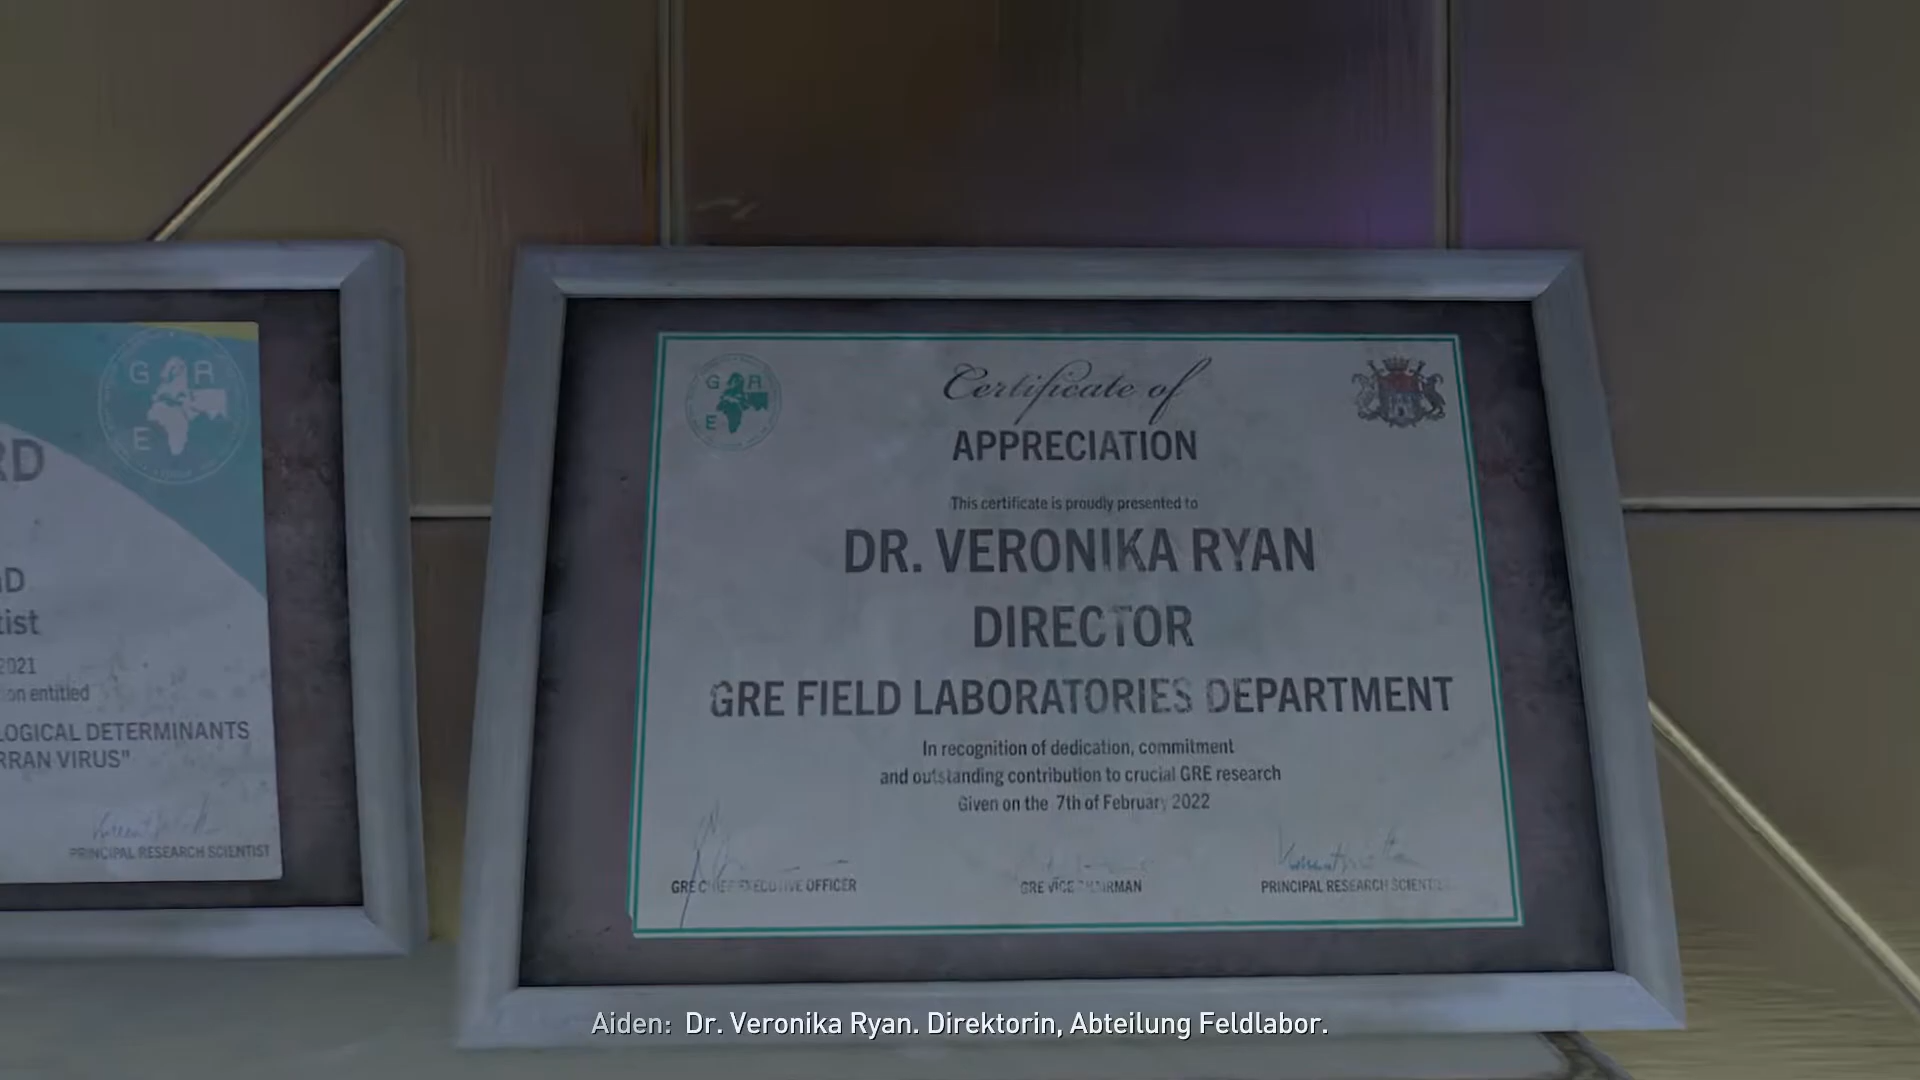 G R
E
RD
D
tist
2021
on entitled
LOGICAL DETERMINANTS
RRAN VIRUS"
PRINCIPAL RESEARCH SCIENTIST
G R
E
Certificate of
APPRECIATION
This certificate is proudly presented to
DR. VERONIKA RYAN
DIRECTOR
GRE FIELD LABORATORIES DEPARTMENT
In recognition of dedication, commitment
and outstanding contribution to crucial GRE research
Given on the 7th of February 2022
GRE CHIEF EXECUTIVE OFFICER
GRE VICE CHAIRMAN
PRINCIPAL RESEARCH SCIENTIST
Aiden: Dr. Veronika Ryan. Direktorin, Abteilung Feldlabor.